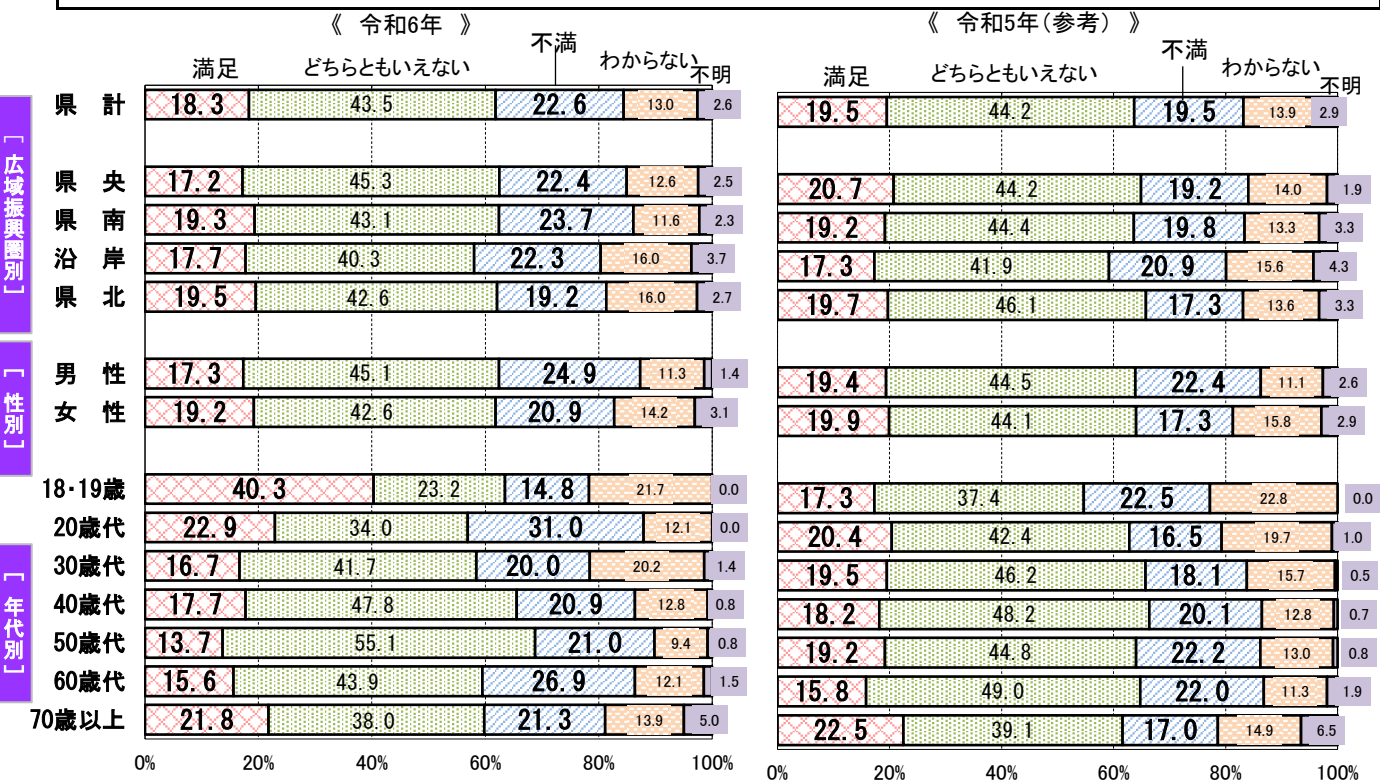 《 令和6年 》
満足 どちらともいえない 不満 わからない 不明
[ 広域振興圏別 ]
県 計 18.3 43.5 22.6 13.0 2.6
県 央 17.2 45.3 22.4 12.6 2.5
県 南 19.3 43.1 23.7 11.6 2.3
沿 岸 17.7 40.3 22.3 16.0 3.7
県 北 19.5 42.6 19.2 16.0 2.7
[ 性別 ]
男 性 17.3 45.1 24.9 11.3 1.4
女 性 19.2 42.6 20.9 14.2 3.1
[ 年代別 ]
18・19歳 40.3 23.2 14.8 21.7 0.0
20歳代 22.9 34.0 31.0 12.1 0.0
30歳代 16.7 41.7 20.0 20.2 1.4
40歳代 17.7 47.8 20.9 12.8 0.8
50歳代 13.7 55.1 21.0 9.4 0.8
60歳代 15.6 43.9 26.9 12.1 1.5
70歳以上 21.8 38.0 21.3 13.9 5.0
0% 20% 40% 60% 80% 100%
《 令和5年(参考) 》
満足 どちらともいえない 不満 わからない 不明
19.5 44.2 19.5 13.9 2.9
20.7 44.2 19.2 14.0 1.9
19.2 44.4 19.8 13.3 3.3
17.3 41.9 20.9 15.6 4.3
19.7 46.1 17.3 13.6 3.3
19.4 44.5 22.4 11.1 2.6
19.9 44.1 17.3 15.8 2.9
17.3 37.4 22.5 22.8 0.0
20.4 42.4 16.5 19.7 1.0
19.5 46.2 18.1 15.7 0.5
18.2 48.2 20.1 12.8 0.7
19.2 44.8 22.2 13.0 0.8
15.8 49.0 22.0 11.3 1.9
22.5 39.1 17.0 14.9 6.5
0% 20% 40% 60% 80% 100%